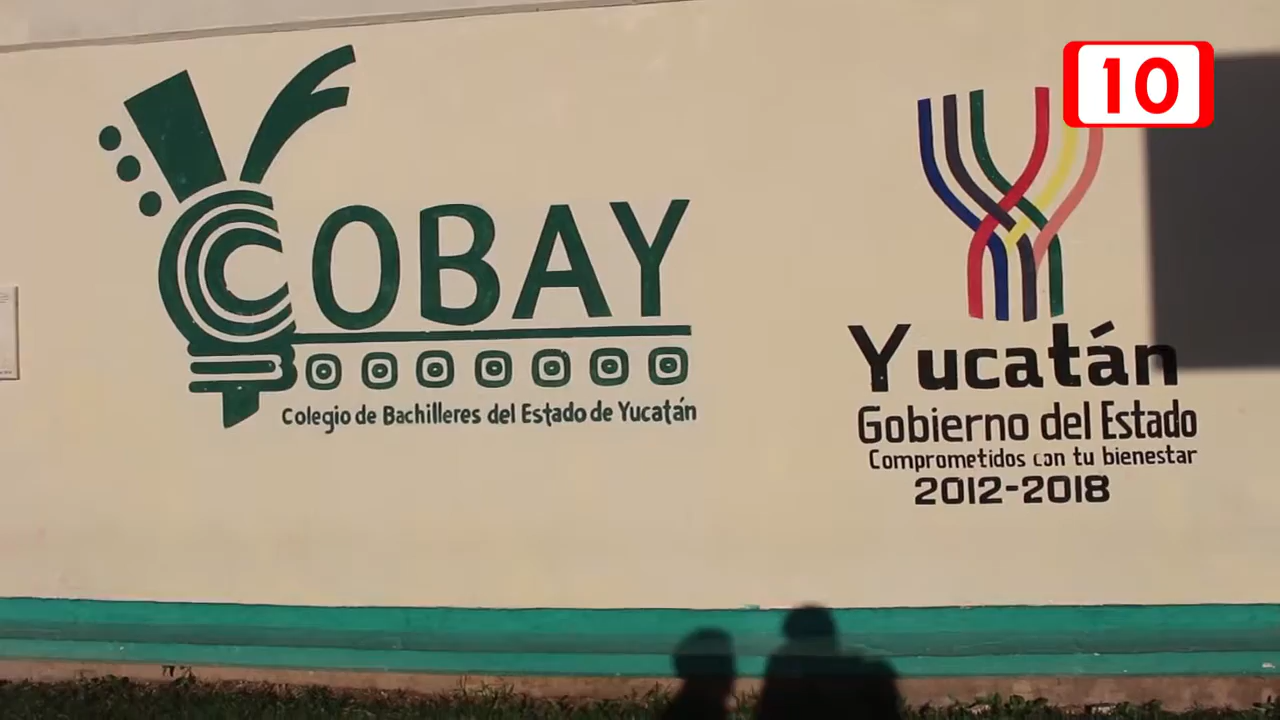 COBAY
Colegio de Bachilleres del Estado de Yucatán
10
Yucatán
Gobierno del Estado
Comprometidos con tu bienestar
2012-2018